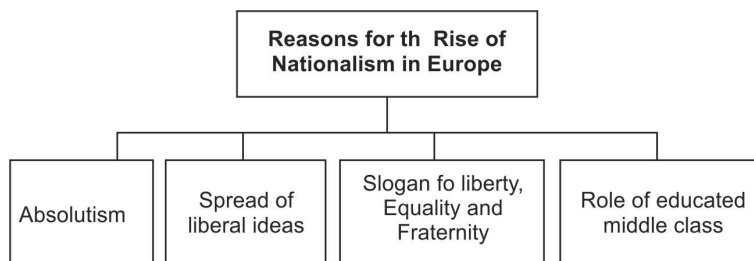 Reasons for th Rise of
Nationalism in Europe
Absolutism
Spread of
liberal ideas
Slogan fo liberty,
Equality and
Fraternity
Role of educated
middle class